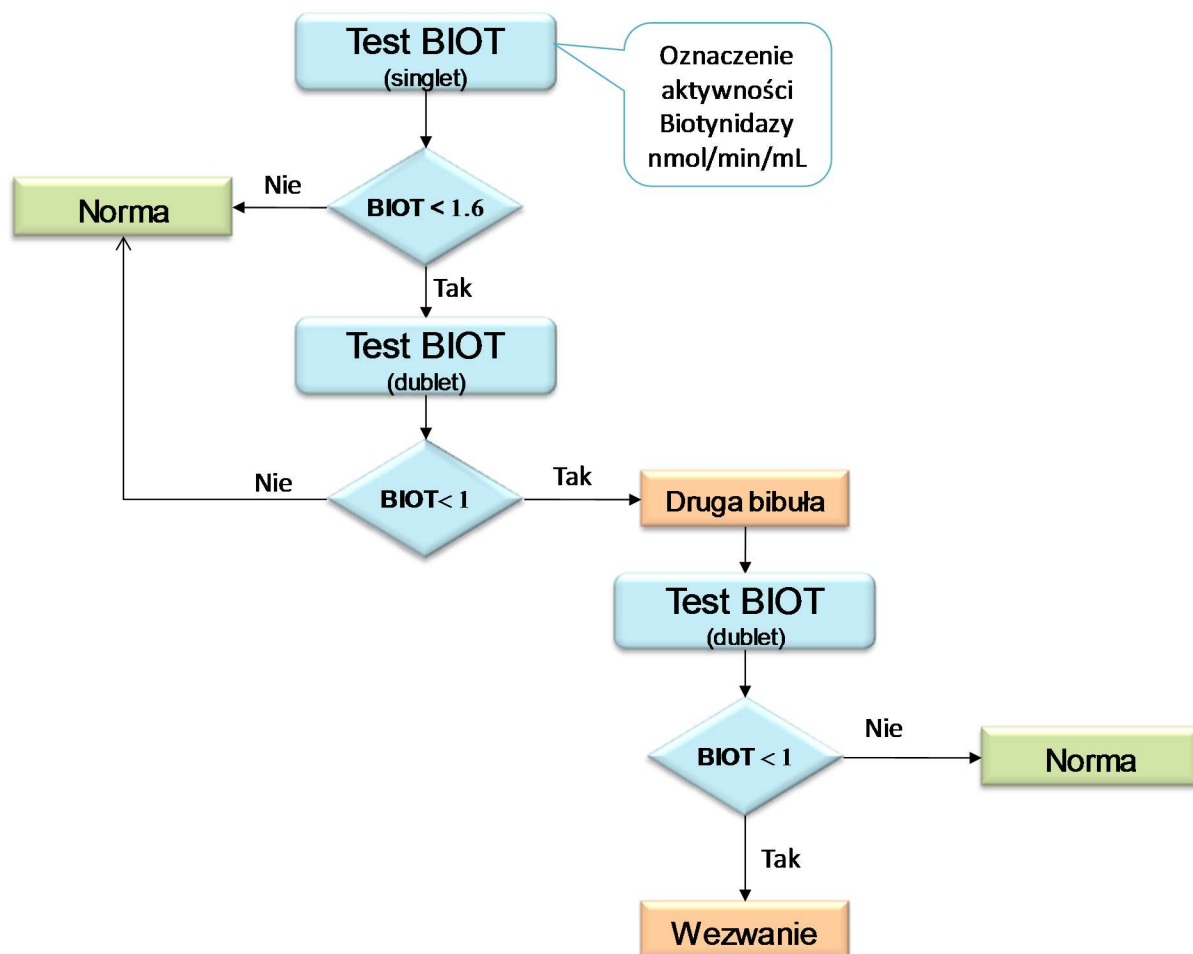 Test BIOT
(singlet)
Oznaczenie
aktywności
Biotynidazy
nmol/min/mL
Nie
Norma
BIOT < 1.6
Tak
Test BIOT
(dublet)
Nie
BIOT< 1
Tak
Druga bibuła
Test BIOT
(dublet)
BIOT < 1
Nie
Norma
Tak
Wezwanie